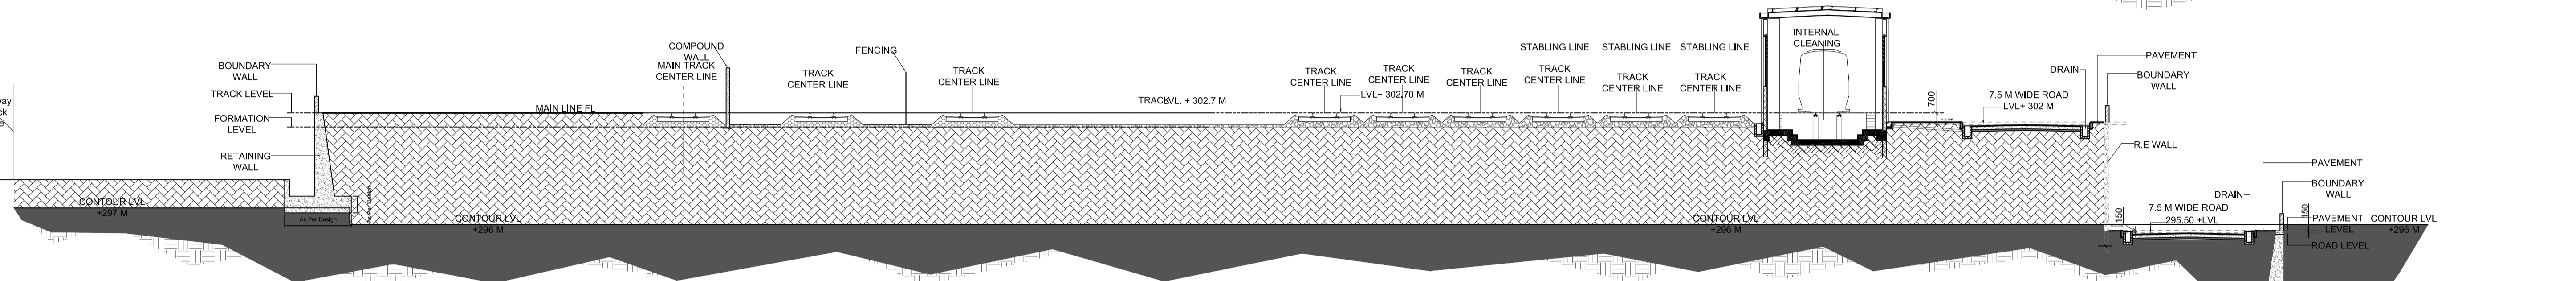 way
ck
e
BOUNDARY
WALL
TRACK LEVEL
FORMATION
LEVEL
RETAINING
WALL
CONTOUR LVL
+297 M
As Per Design
As Per Design
MAIN LINE FL
COMPOUND
WALL
MAIN TRACK
CENTER LINE
TRACK
CENTER LINE
FENCING
TRACK
CENTER LINE
CONTOUR LVL
+296 M
TRACK LVL. + 302.7 M
TRACK
CENTER LINE
LVL+ 302.70 M
TRACK
CENTER LINE
TRACK
CENTER LINE
STABLING LINE
TRACK
CENTER LINE
STABLING LINE
TRACK
CENTER LINE
STABLING LINE
TRACK
CENTER LINE
INTERNAL
CLEANING
CONTOUR LVL
+296 M
700
7.5 M WIDE ROAD
LVL+ 302 M
DRAIN
PAVEMENT
BOUNDARY
WALL
R.E WALL
150
7.5 M WIDE ROAD
295.50 +LVL
DRAIN
PAVEMENT
BOUNDARY
WALL
150
PAVEMENT
LEVEL
ROAD LEVEL
CONTOUR LVL
+296 M